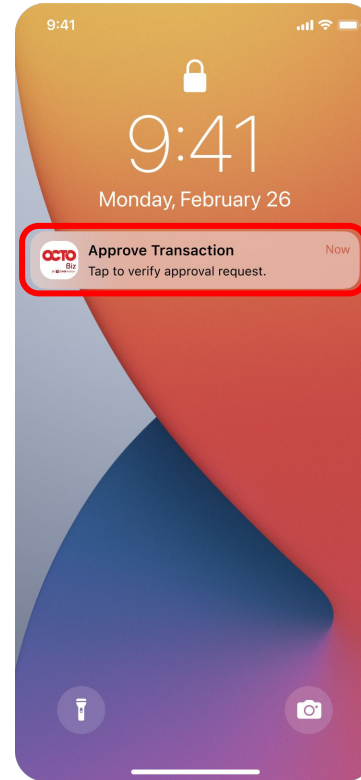 9:41
9:41
Monday, February 26
OCTO
Biz
Approve Transaction
Now
Tap to verify approval request.